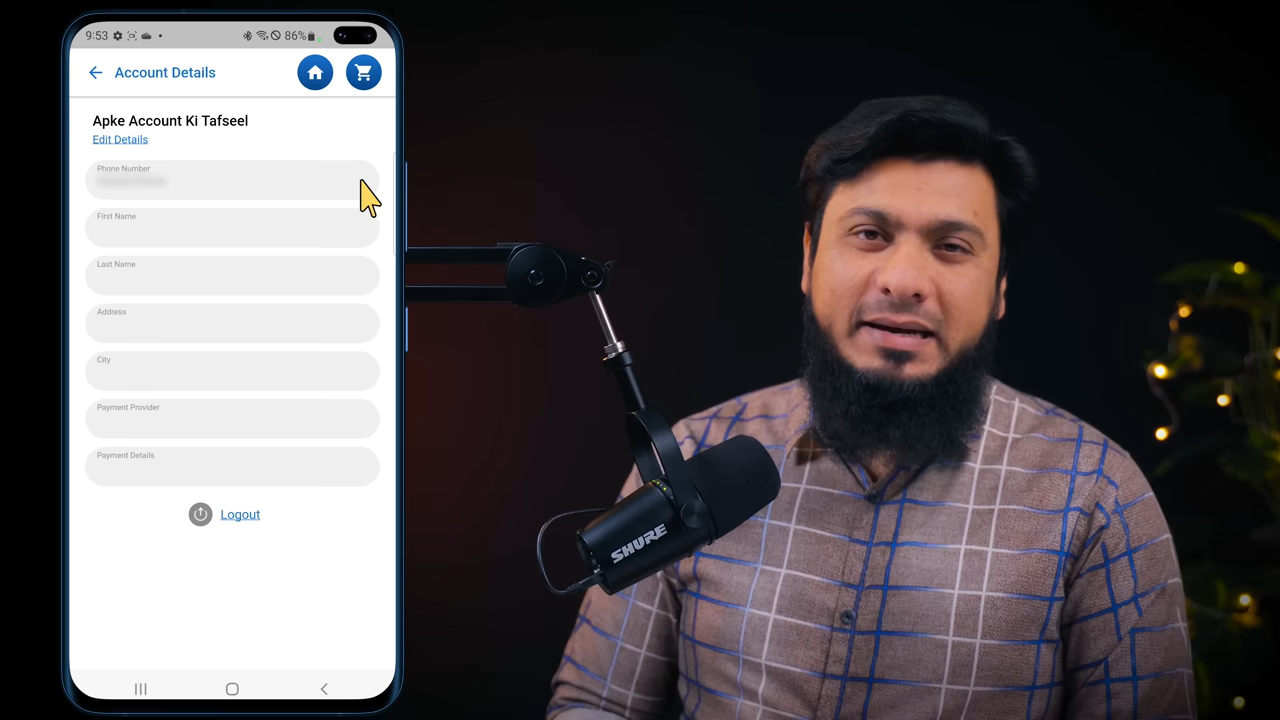 9:53
86%
Account Details
Apke Account Ki Tafseel
Edit Details
Phone Number
First Name
Last Name
Address
City
Payment Provider
Payment Details
Logout
SHURE